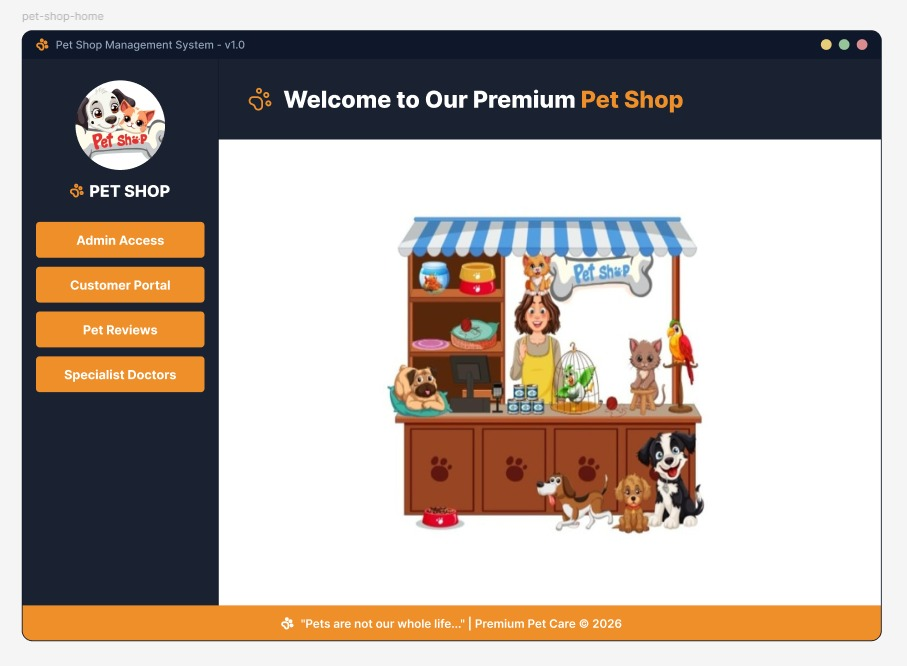 pet-shop-home
Pet Shop Management System - v1.0
Pet Shop
PET SHOP
Admin Access
Customer Portal
Pet Reviews
Specialist Doctors
Welcome to Our Premium Pet Shop
Pet Shop
"Pets are not our whole life..." | Premium Pet Care © 2026